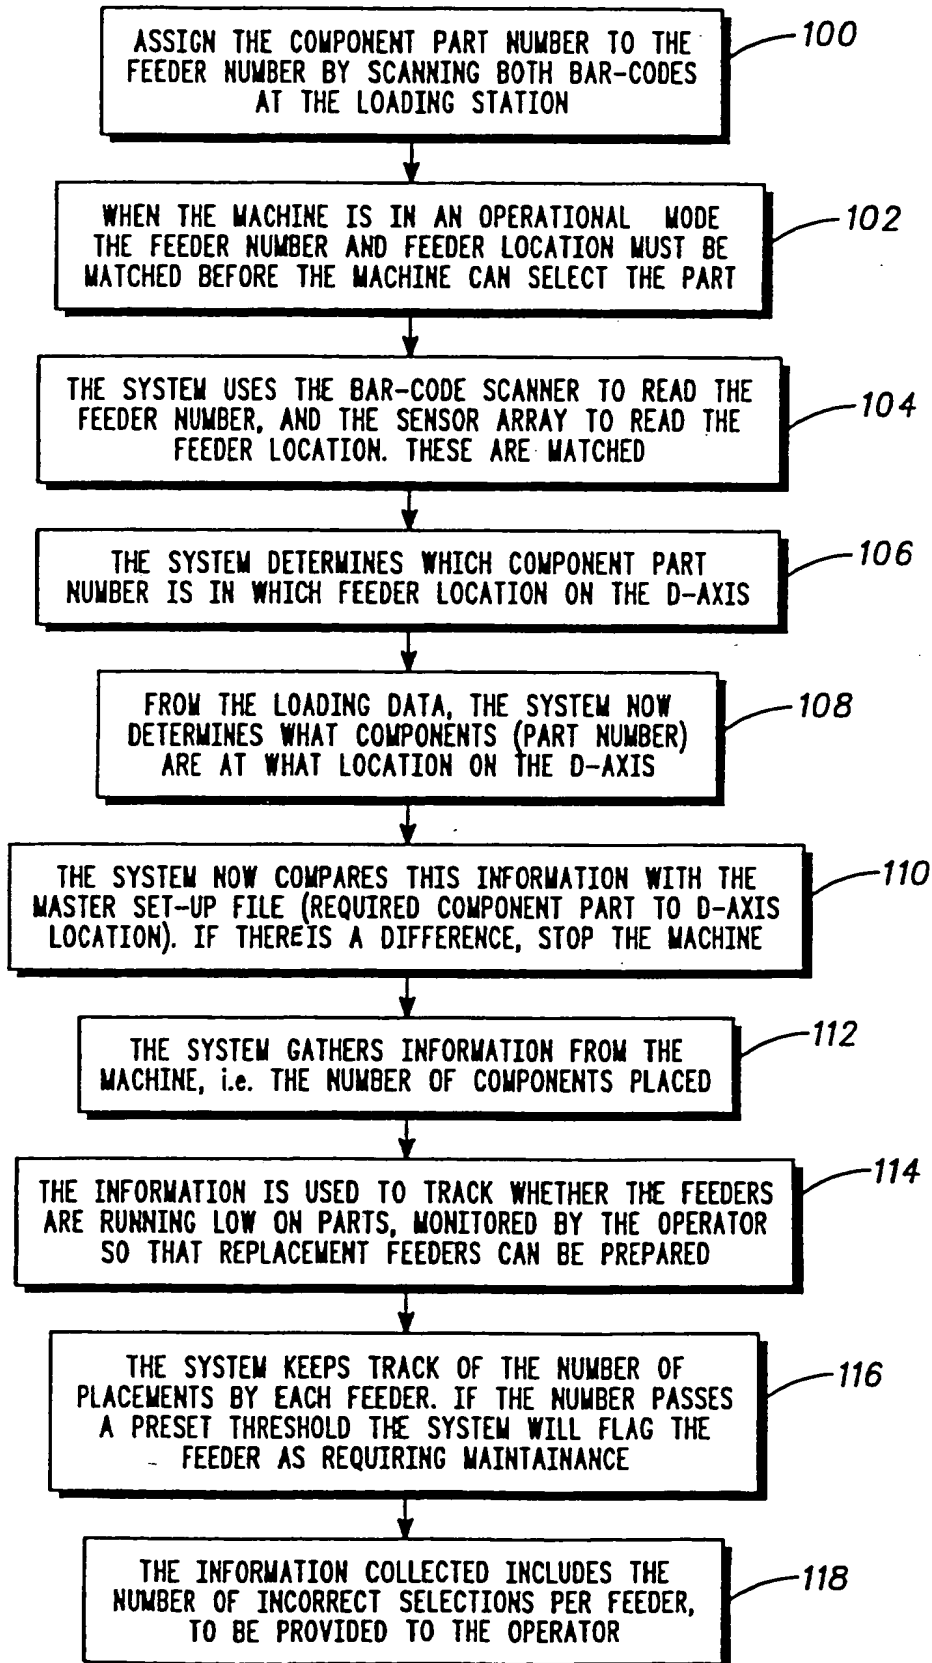 ASSIGN THE COMPONENT PART NUMBER TO THE
FEEDER NUMBER BY SCANNING BOTH BAR-CODES
AT THE LOADING STATION
100
WHEN THE MACHINE IS IN AN OPERATIONAL MODE
THE FEEDER NUMBER AND FEEDER LOCATION MUST BE
MATCHED BEFORE THE MACHINE CAN SELECT THE PART
102
THE SYSTEM USES THE BAR-CODE SCANNER TO READ THE
FEEDER NUMBER, AND THE SENSOR ARRAY TO READ THE
FEEDER LOCATION. THESE ARE MATCHED
104
THE SYSTEM DETERMINES WHICH COMPONENT PART
NUMBER IS IN WHICH FEEDER LOCATION ON THE D-AXIS
106
FROM THE LOADING DATA, THE SYSTEM NOW
DETERMINES WHAT COMPONENTS (PART NUMBER)
ARE AT WHAT LOCATION ON THE D-AXIS
108
THE SYSTEM NOW COMPARES THIS INFORMATION WITH THE
MASTER SET-UP FILE (REQUIRED COMPONENT PART TO D-AXIS
LOCATION). IF THERE IS A DIFFERENCE, STOP THE MACHINE
110
THE SYSTEM GATHERS INFORMATION FROM THE
MACHINE, i.e. THE NUMBER OF COMPONENTS PLACED
112
THE INFORMATION IS USED TO TRACK WHETHER THE FEEDERS
ARE RUNNING LOW ON PARTS, MONITORED BY THE OPERATOR
SO THAT REPLACEMENT FEEDERS CAN BE PREPARED
114
THE SYSTEM KEEPS TRACK OF THE NUMBER OF
PLACEMENTS BY EACH FEEDER. IF THE NUMBER PASSES
A PRESET THRESHOLD THE SYSTEM WILL FLAG THE
FEEDER AS REQUIRING MAINTAINANCE
116
THE INFORMATION COLLECTED INCLUDES THE
NUMBER OF INCORRECT SELECTIONS PER FEEDER,
TO BE PROVIDED TO THE OPERATOR
118